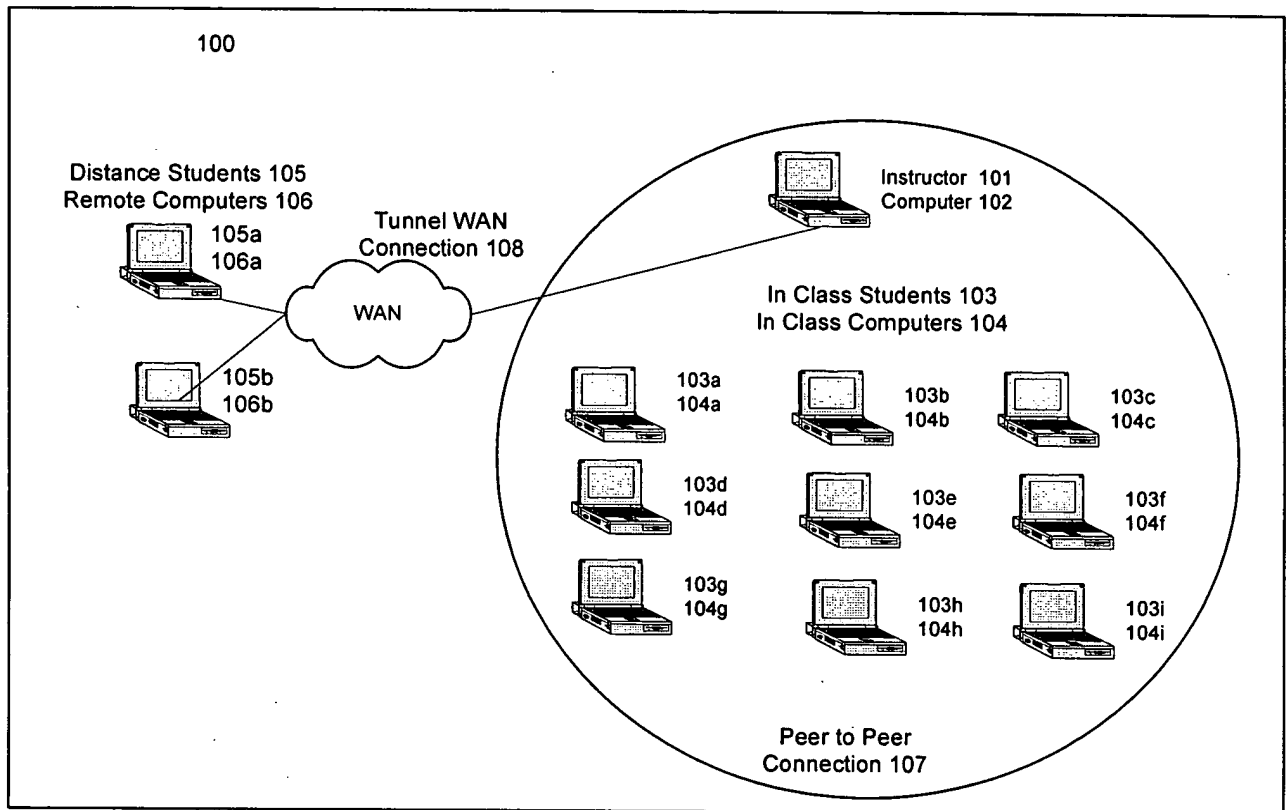 100
Distance Students 105
Remote Computers 106
105a
106a
105b
106b
Tunnel WAN
Connection 108
WAN
Instructor 101
Computer 102
In Class Students 103
In Class Computers 104
103a
104a
103b
104b
103c
104c
103d
104d
103e
104e
103f
104f
103g
104g
103h
104h
103i
104i
Peer to Peer
Connection 107